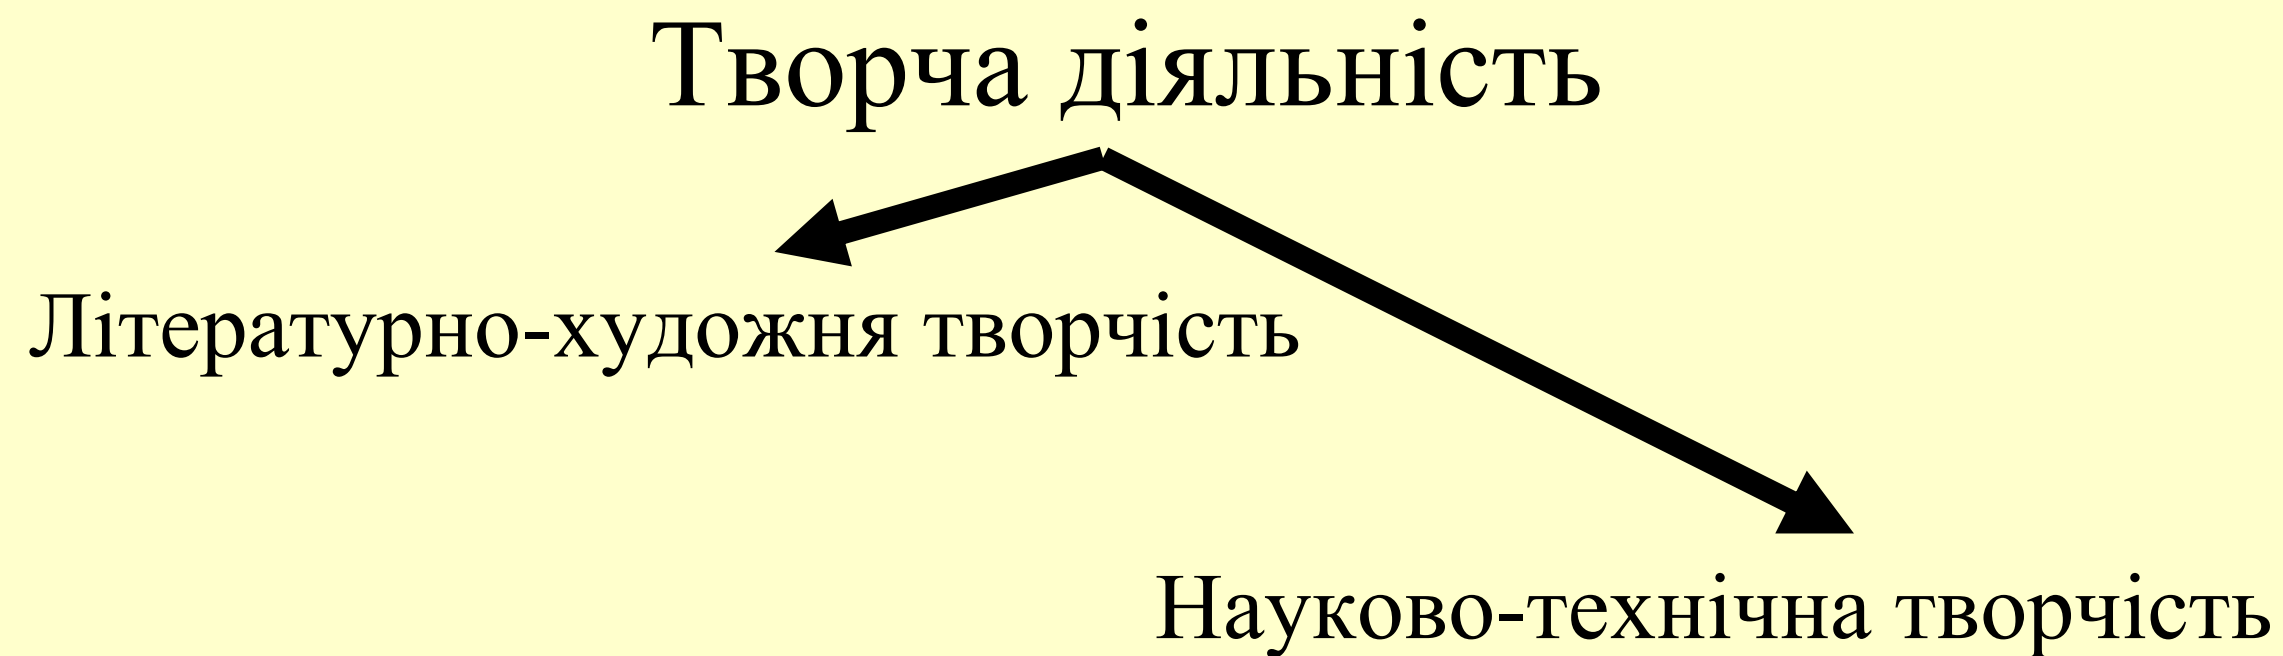 Творча діяльність
Літературно-художня творчість
Науково-технічна творчість